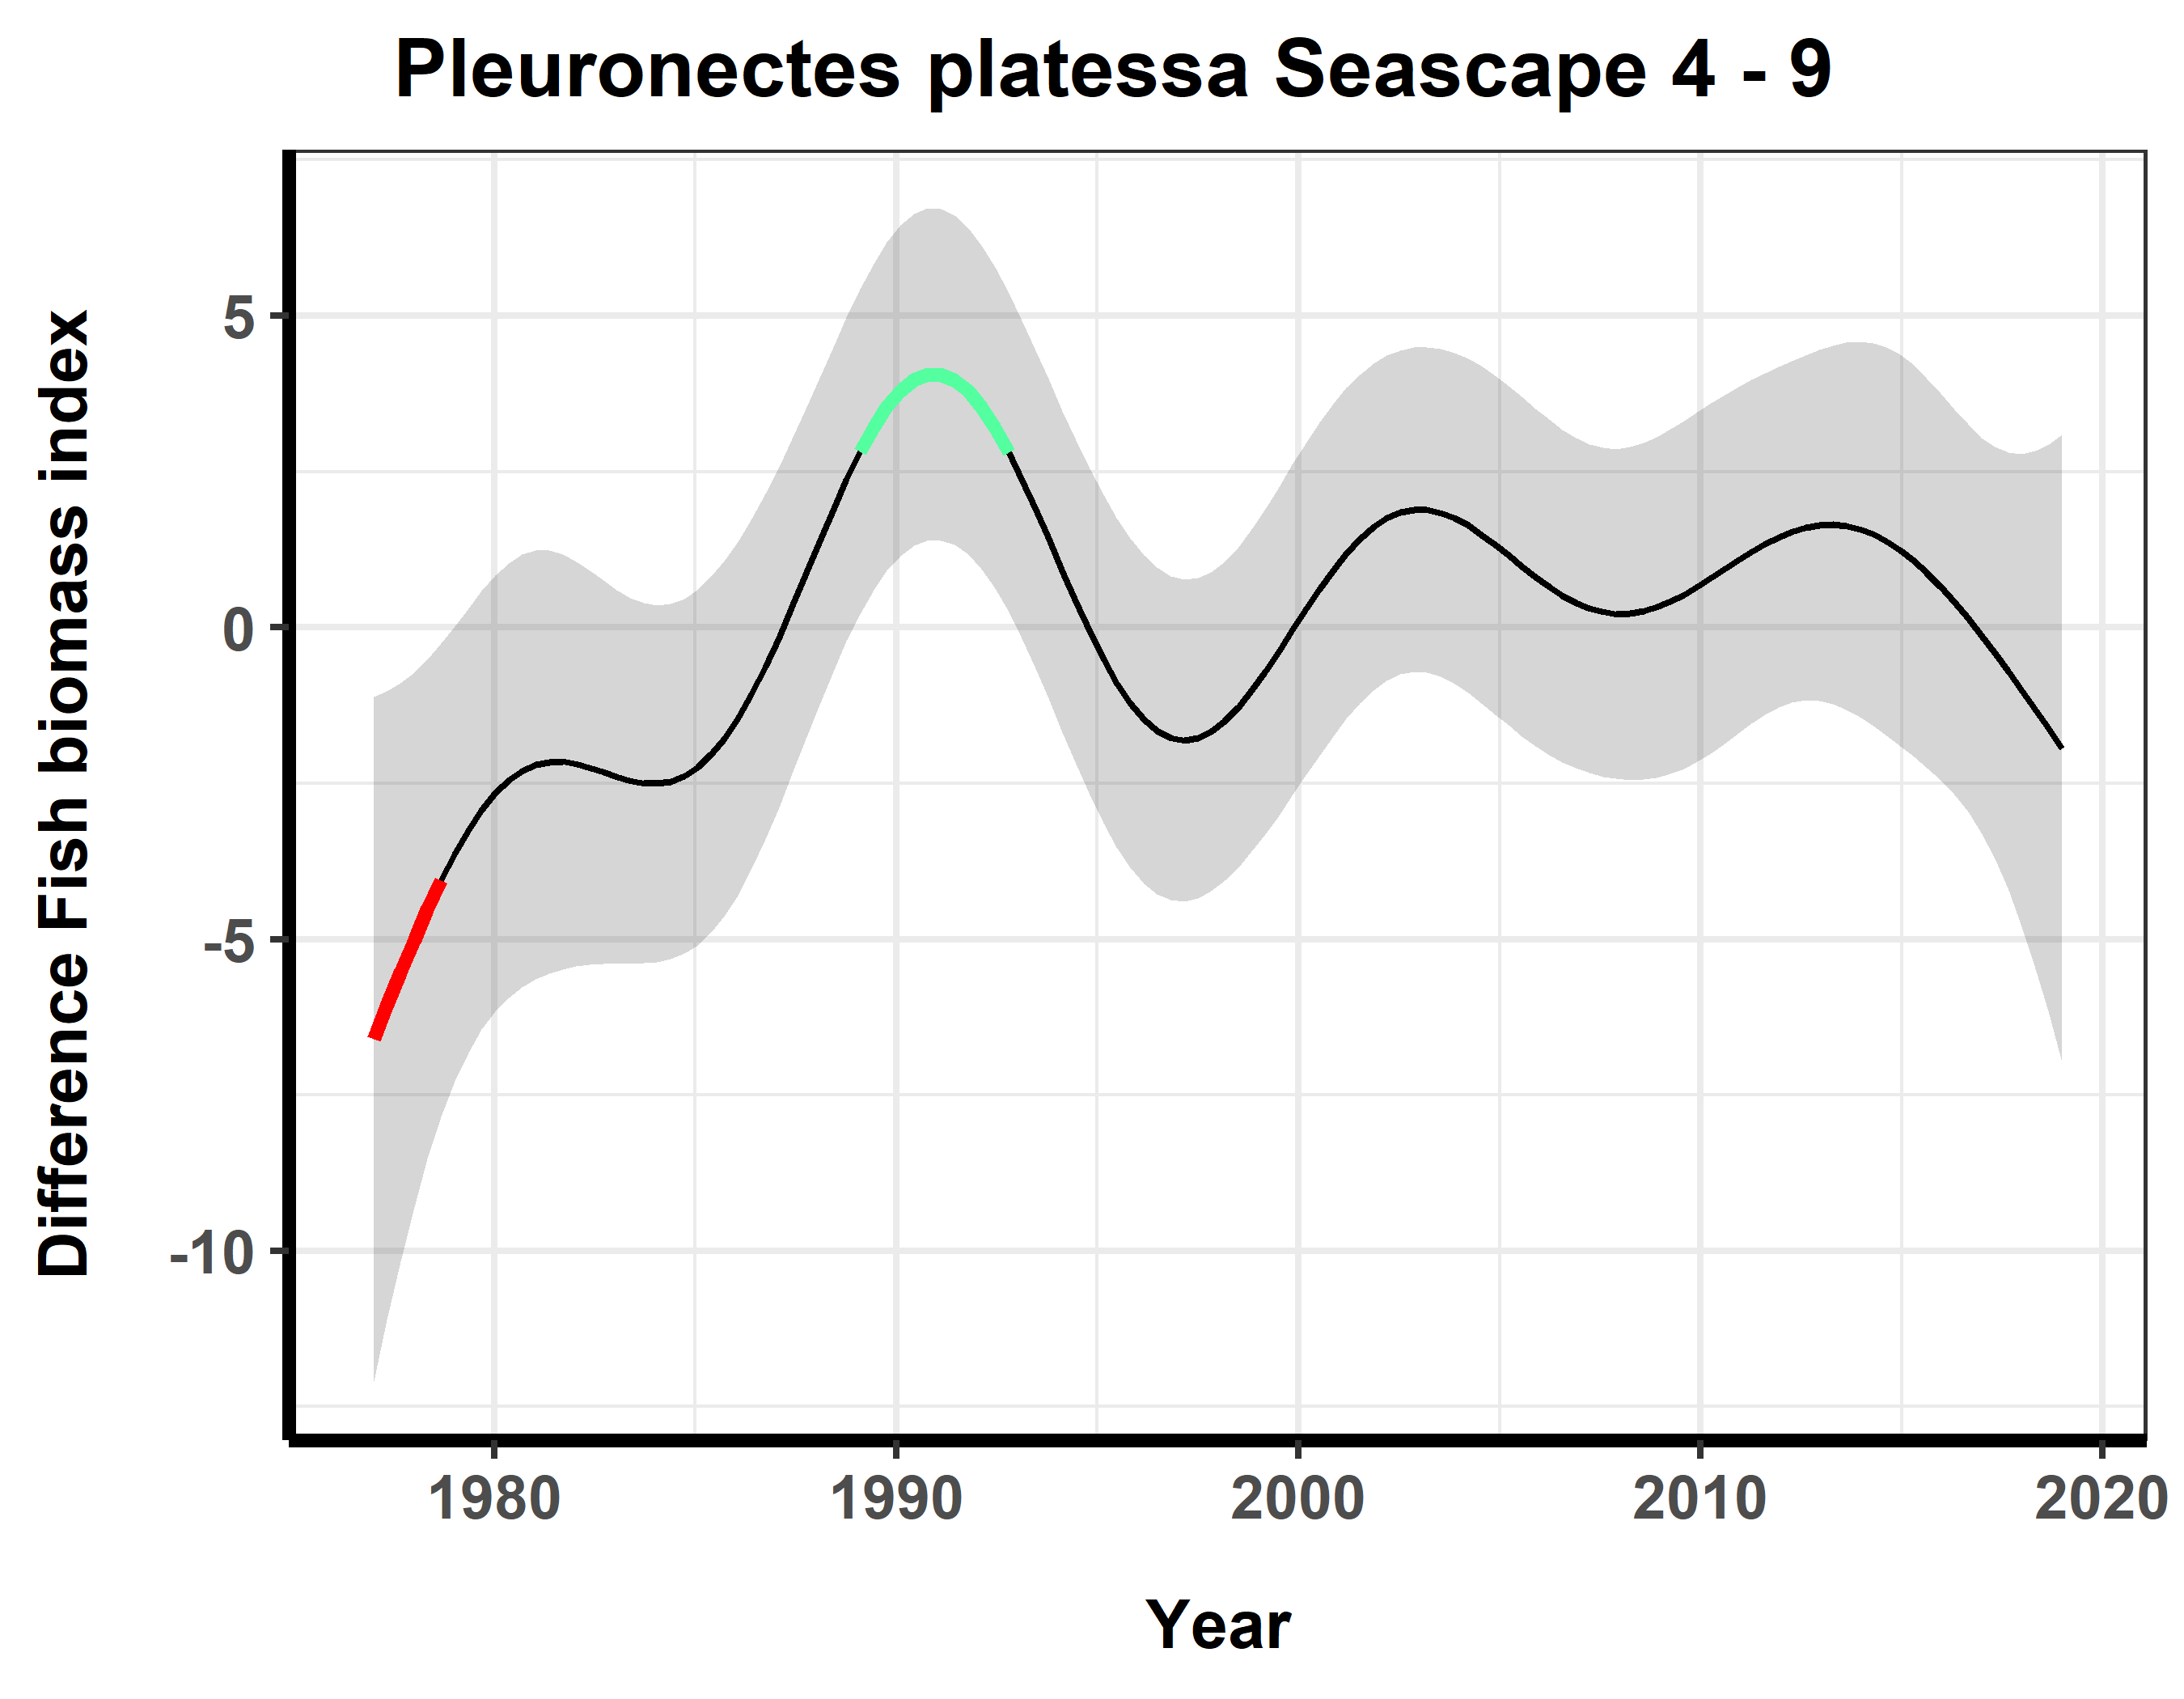 Pleuronectes platessa Seascape 4 - 9
Difference Fish biomass index
5
0
-5
-10
1980 1990 2000 2010 2020
Year